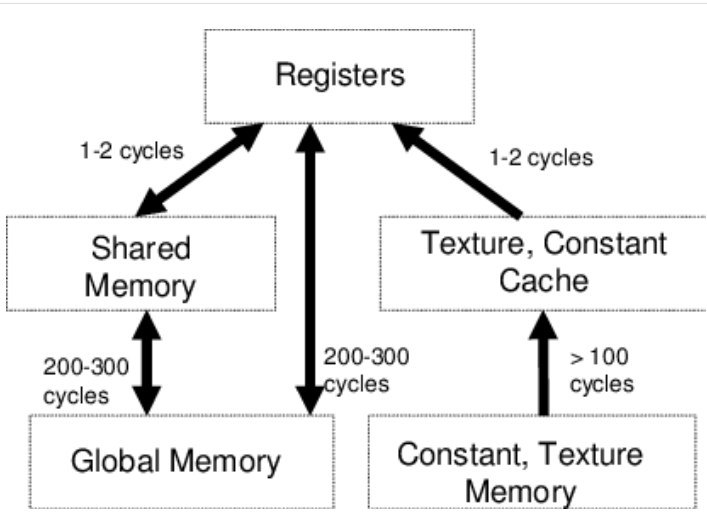 Registers
1-2 cycles
1-2 cycles
Shared
Memory
Texture, Constant
Cache
200-300
cycles
200-300
cycles
> 100
cycles
Global Memory
Constant, Texture
Memory